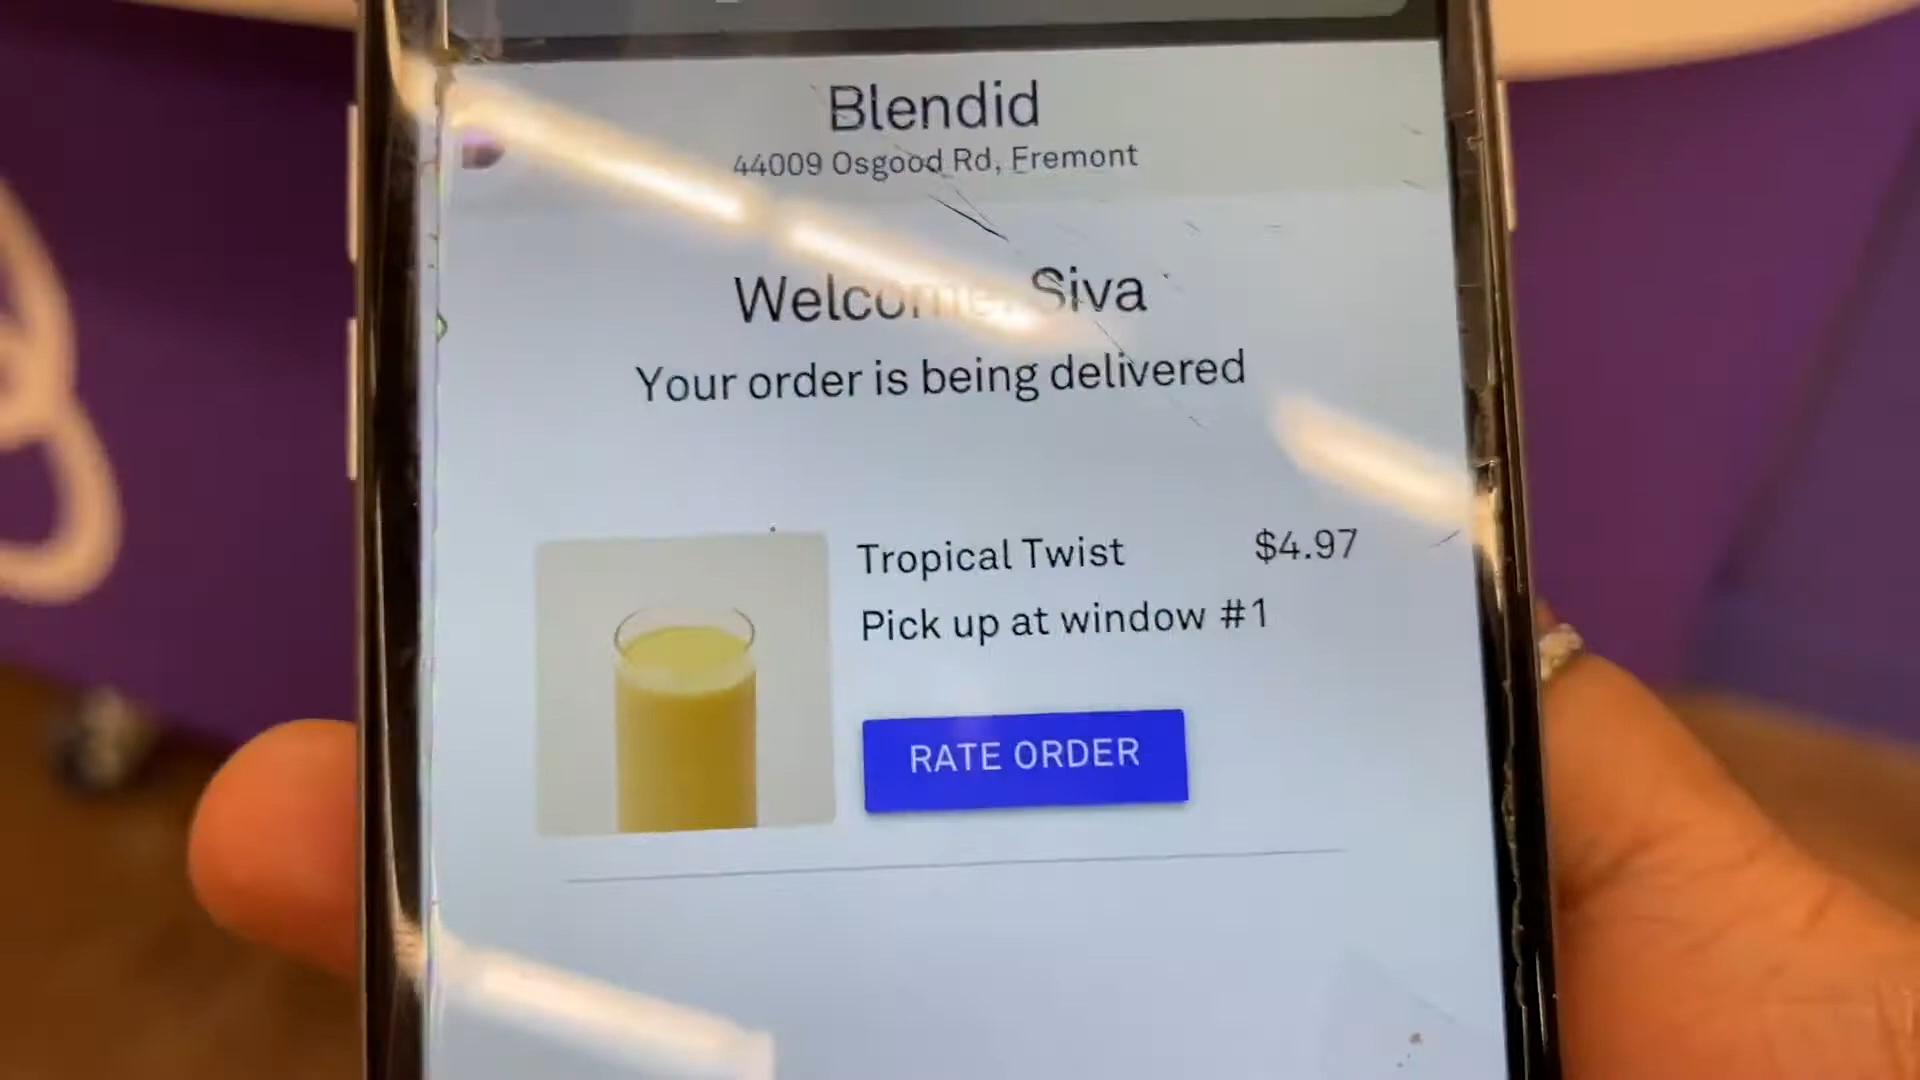 Blendid
44009 Osgood Rd, Fremont
Welcome, Siva
Your order is being delivered
Tropical Twist $4.97
Pick up at window #1
RATE ORDER